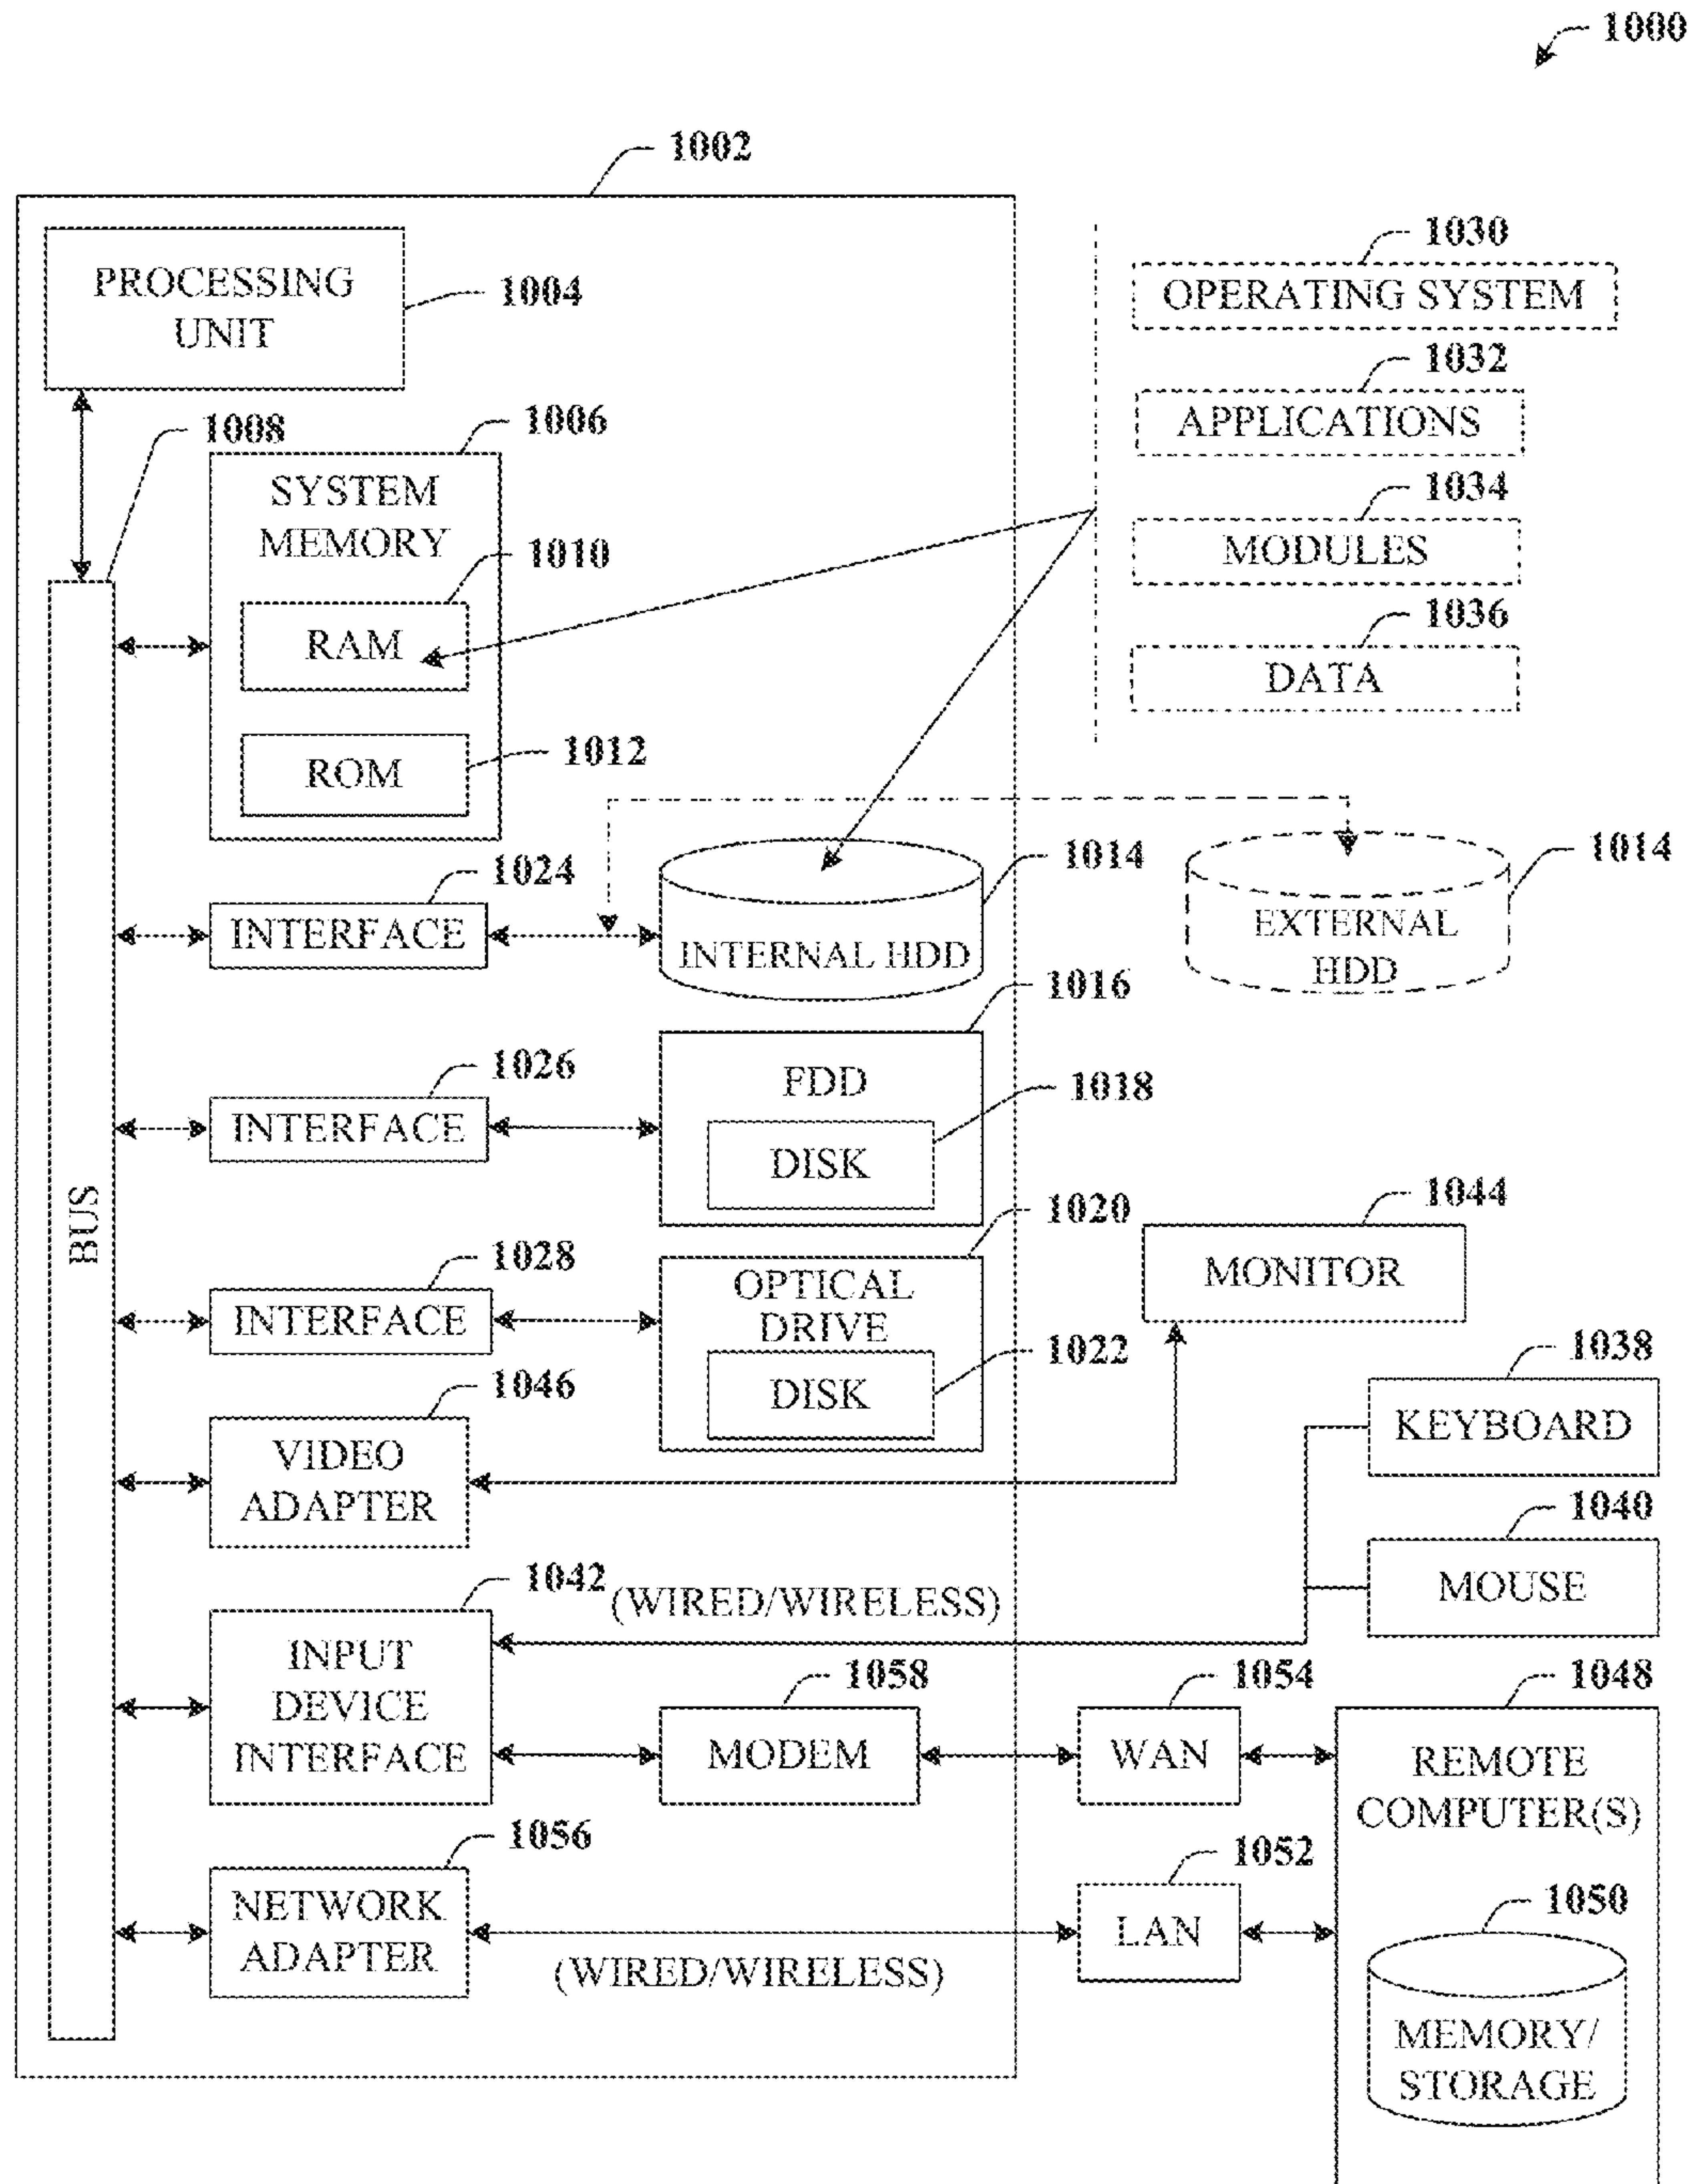 1000
1002
PROCESSING
UNIT
1004
1030
OPERATING SYSTEM
1032
APPLICATIONS
1034
MODULES
1036
DATA
1008
1006
SYSTEM
MEMORY
1010
RAM
1012
ROM
1024
INTERFACE
1014
INTERNAL HDD
1014
EXTERNAL
HDD
1016
FDD
1026
INTERFACE
1018
DISK
BUS
1020
OPTICAL
DRIVE
1028
INTERFACE
1022
DISK
1044
MONITOR
1046
VIDEO
ADAPTER
1038
KEYBOARD
1040
MOUSE
1042
(WIRED/WIRELESS)
INPUT
DEVICE
INTERFACE
1058
MODEM
1054
WAN
1048
REMOTE
COMPUTER(S)
1056
NETWORK
ADAPTER
(WIRED/WIRELESS)
1052
LAN
1050
MEMORY/
STORAGE